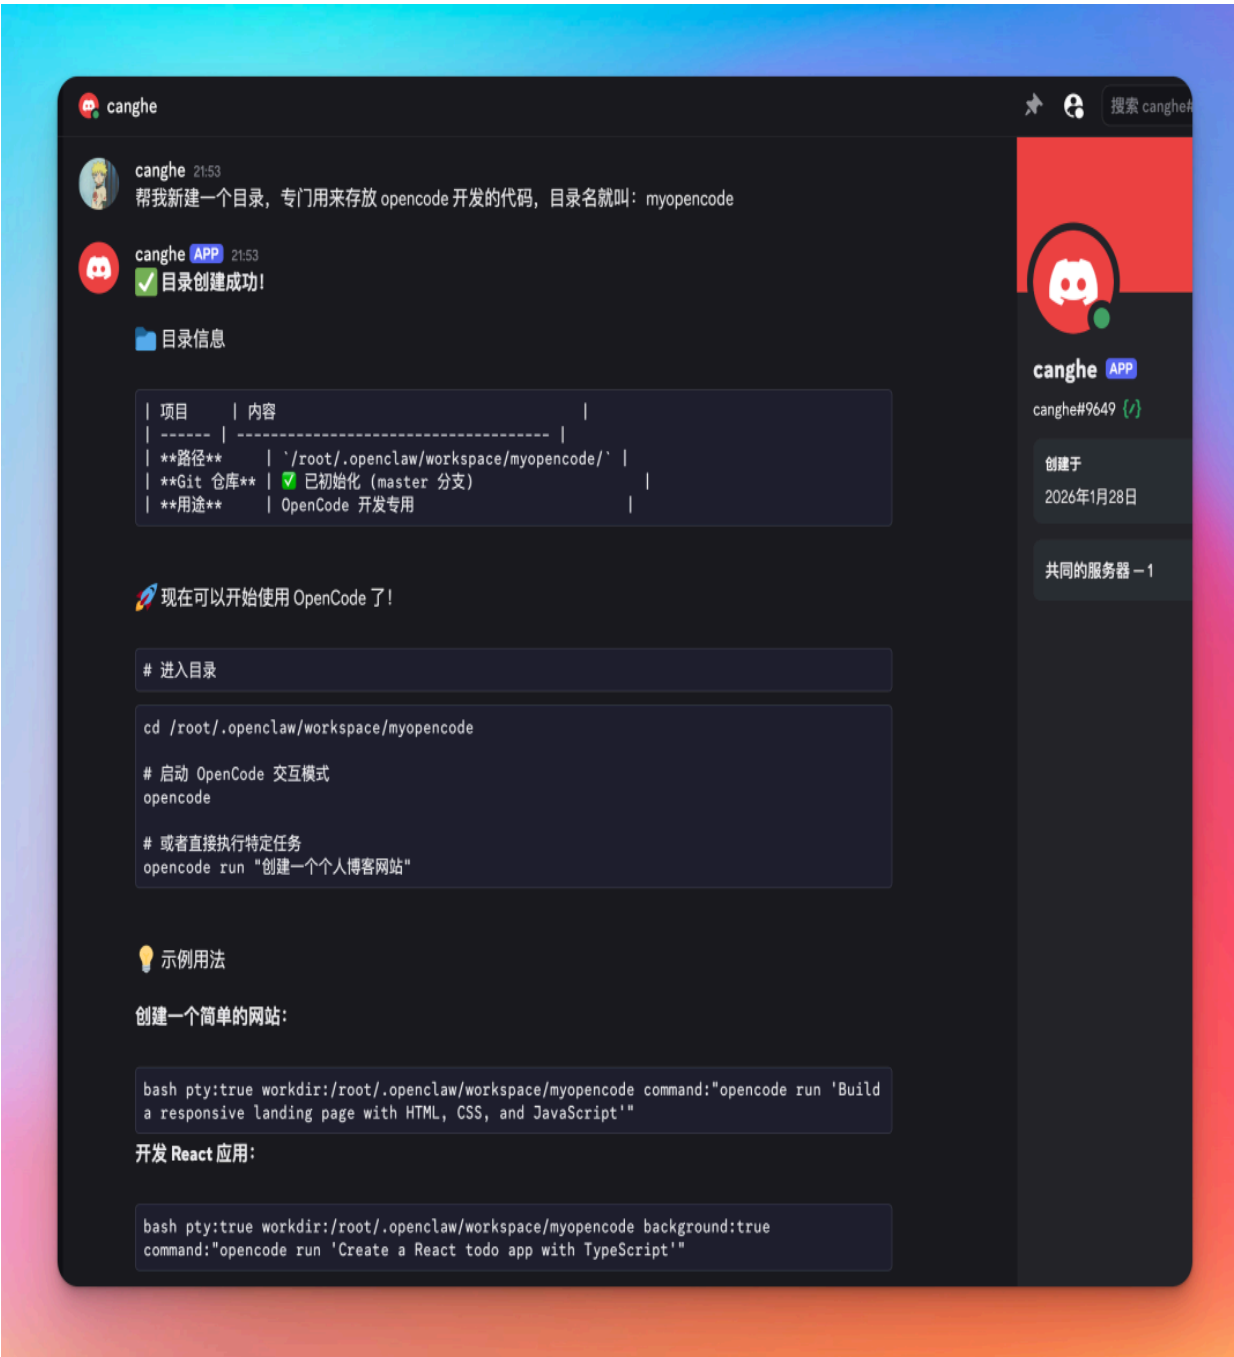 canghe
搜索 canghe#
canghe 21:53
帮我新建一个目录，专门用来存放 opencode 开发的代码，目录名就叫：myopencode
canghe APP 21:53
✅ 目录创建成功！
📁 目录信息
| 项目 | 内容 |
| ------ | ------------------------------------- |
| **路径** | `/root/.openclaw/workspace/myopencode/` |
| **Git 仓库** | ✅ 已初始化 (master 分支) |
| **用途** | OpenCode 开发专用 |
🚀 现在可以开始使用 OpenCode 了！
# 进入目录
cd /root/.openclaw/workspace/myopencode
# 启动 OpenCode 交互模式
opencode
# 或者直接执行特定任务
opencode run "创建一个个人博客网站"
💡 示例用法
创建一个简单的网站：
bash pty:true workdir:/root/.openclaw/workspace/myopencode command:"opencode run 'Build
a responsive landing page with HTML, CSS, and JavaScript'"
开发 React 应用：
bash pty:true workdir:/root/.openclaw/workspace/myopencode background:true
command:"opencode run 'Create a React todo app with TypeScript'"
canghe APP
canghe#9649 {/}
创建于
2026年1月28日
共同的服务器 — 1